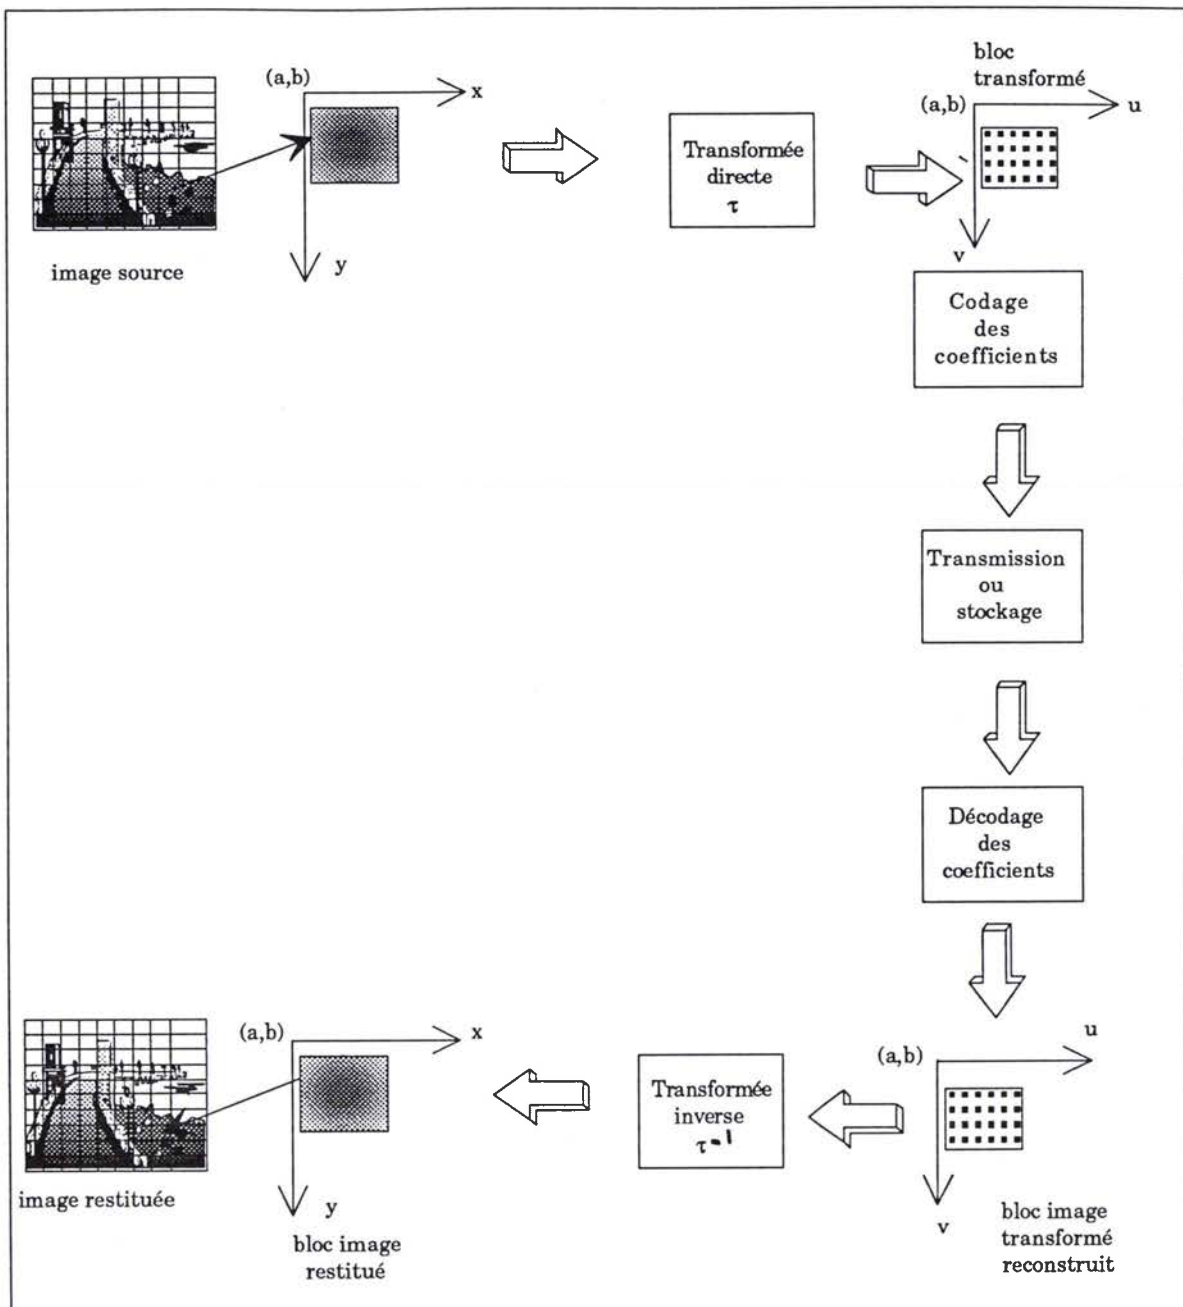 bloc
transformé
(a,b)
x
(a,b)
u
Transformée
directe
τ
v
y
image source
Codage
des
coefficients
Transmission
ou
stockage
Décodage
des
coefficients
(a,b)
x
u
(a,b)
Transformée
inverse
τ-1
image restituée
y
v
bloc image
restitué
bloc image
transformé
reconstruit